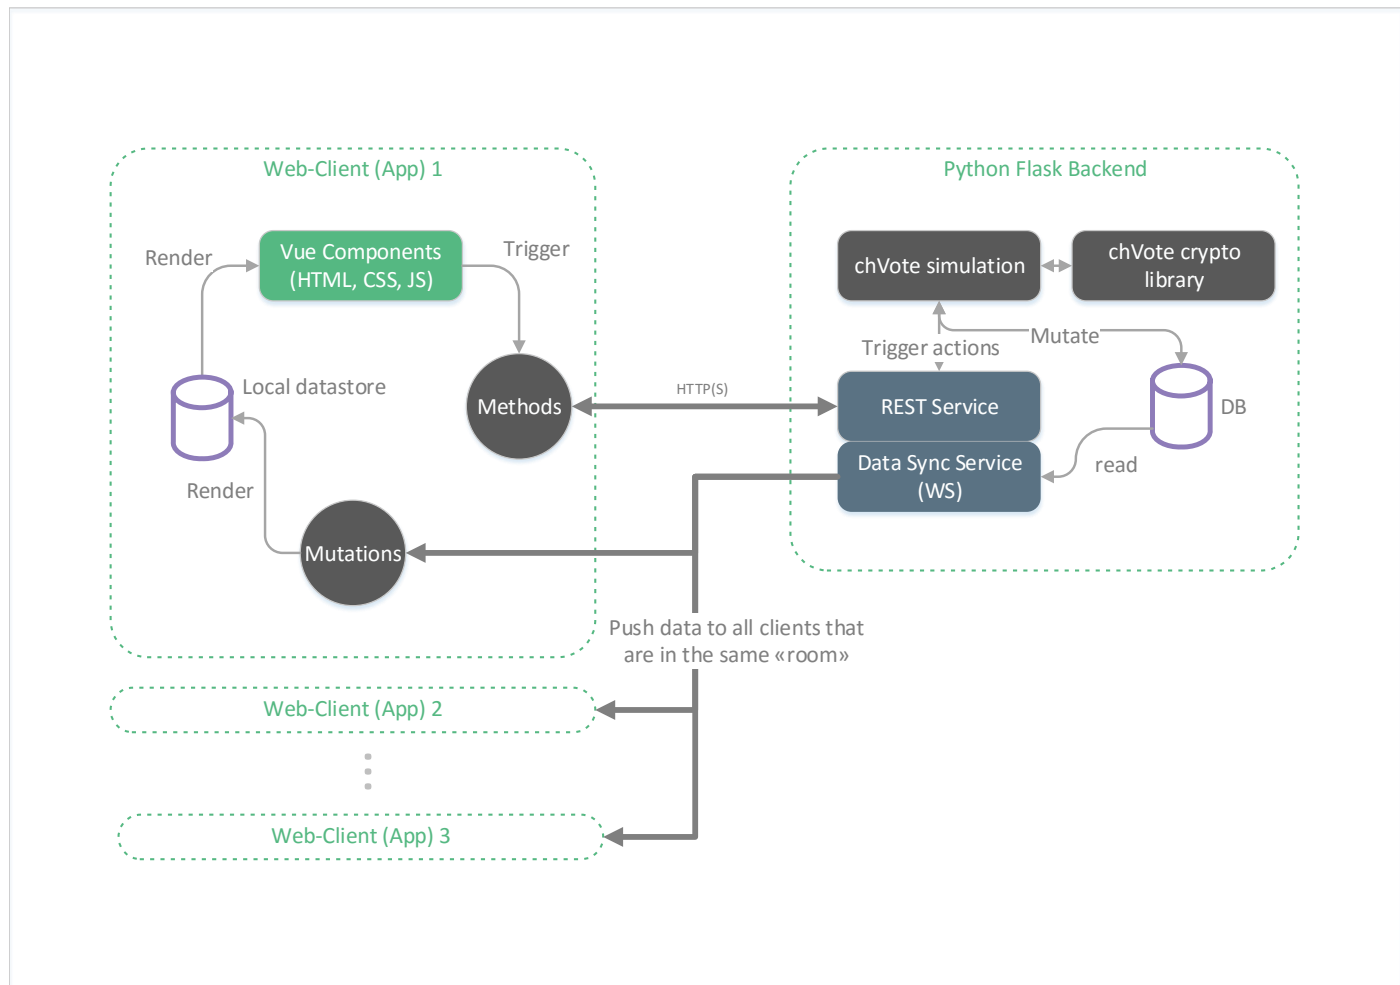 Web-Client (App) 1
Render
Vue Components
(HTML, CSS, JS)
Trigger
Local datastore
Methods
Render
Mutations
HTTP(S)
Python Flask Backend
chVote simulation
chVote crypto
library
Trigger actions
Mutate
REST Service
DB
Data Sync Service
(WS)
read
Push data to all clients that
are in the same «room»
Web-Client (App) 2
Web-Client (App) 3